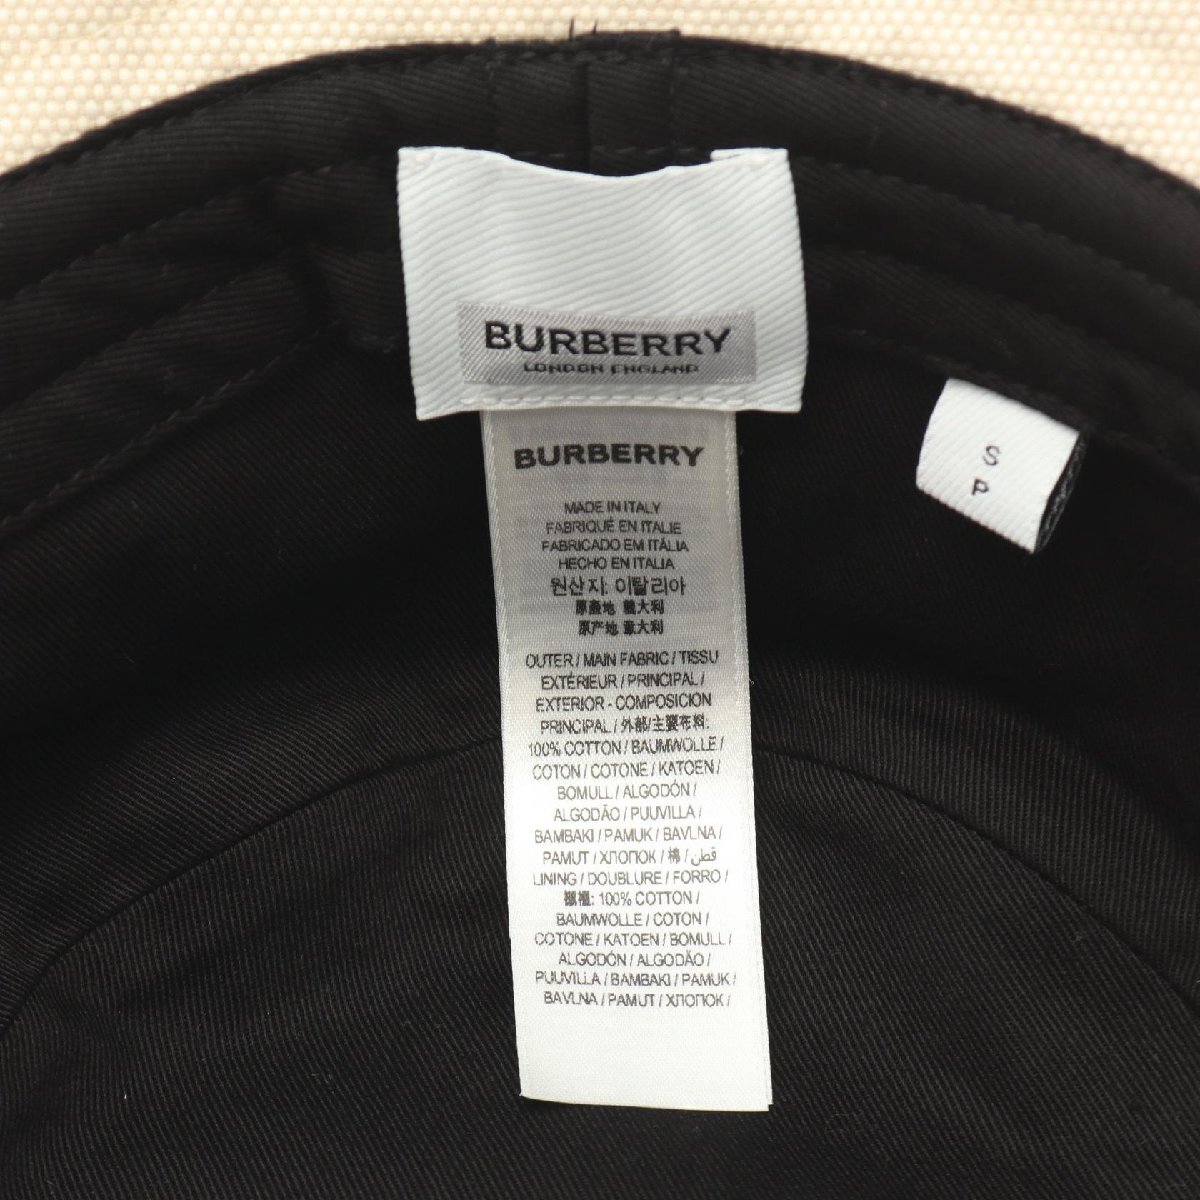 BURBERRY
LONDON ENGLAND
S
P
BURBERRY
MADE IN ITALY
FABRIQUÉ EN ITALIE
FABRICADO EM ITÁLIA
HECHO EN ITALIA
원산지: 이탈리아
原產地 義大利
原产地 意大利
OUTER / MAIN FABRIC / TISSU
EXTÉRIEUR / PRINCIPAL /
EXTERIOR - COMPOSICION
PRINCIPAL / 外部/主要布料:
100% COTTON / BAUMWOLLE /
COTON / COTONE / KATOEN /
BOMULL / ALGODÓN /
ALGODÃO / PUUVILLA /
BAMBAKI / PAMUK / BAVLNA /
PAMUT / ХЛОПОК / 棉 / قطن
LINING / DOUBLURE / FORRO /
100% COTTON /
BAUMWOLLE / COTON /
COTONE / KATOEN / BOMULL /
ALGODÓN / ALGODÃO /
PUUVILLA / BAMBAKI / PAMUK /
BAVLNA / PAMUT / ХЛОПОК /